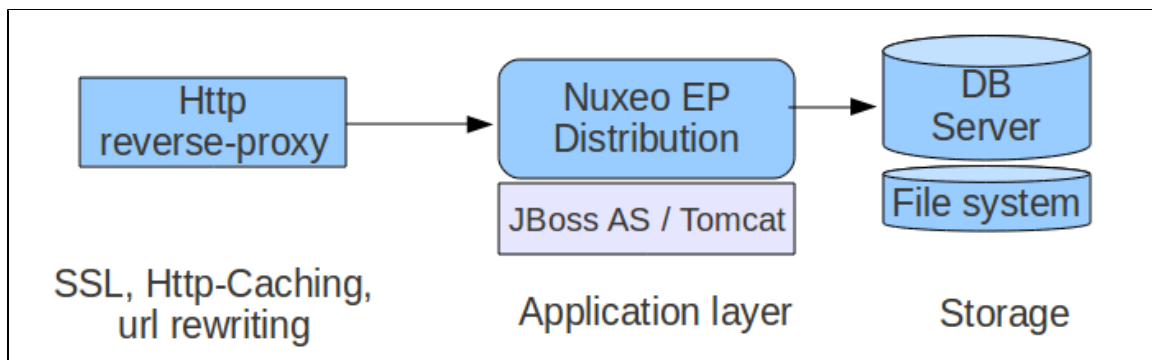 Http
reverse-proxy
Nuxeo EP
Distribution
JBoss AS / Tomcat
DB
Server
File system
SSL, Http-Caching,
url rewriting
Application layer
Storage